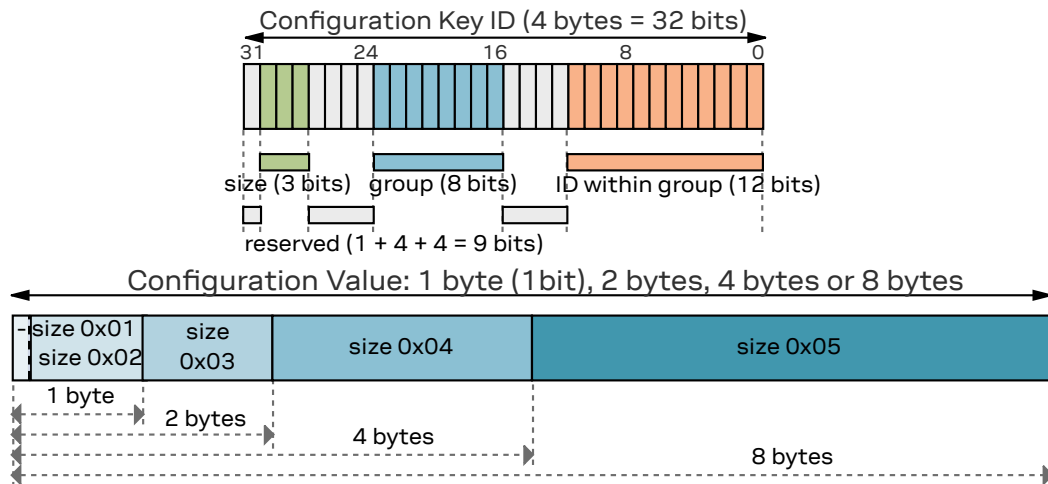 Configuration Key ID (4 bytes = 32 bits)
31 24 16 8 0
size (3 bits) group (8 bits) ID within group (12 bits)
reserved (1 + 4 + 4 = 9 bits)
Configuration Value: 1 byte (1bit), 2 bytes, 4 bytes or 8 bytes
- size 0x01
size 0x02
size
0x03
size 0x04
size 0x05
1 byte
2 bytes
4 bytes
8 bytes